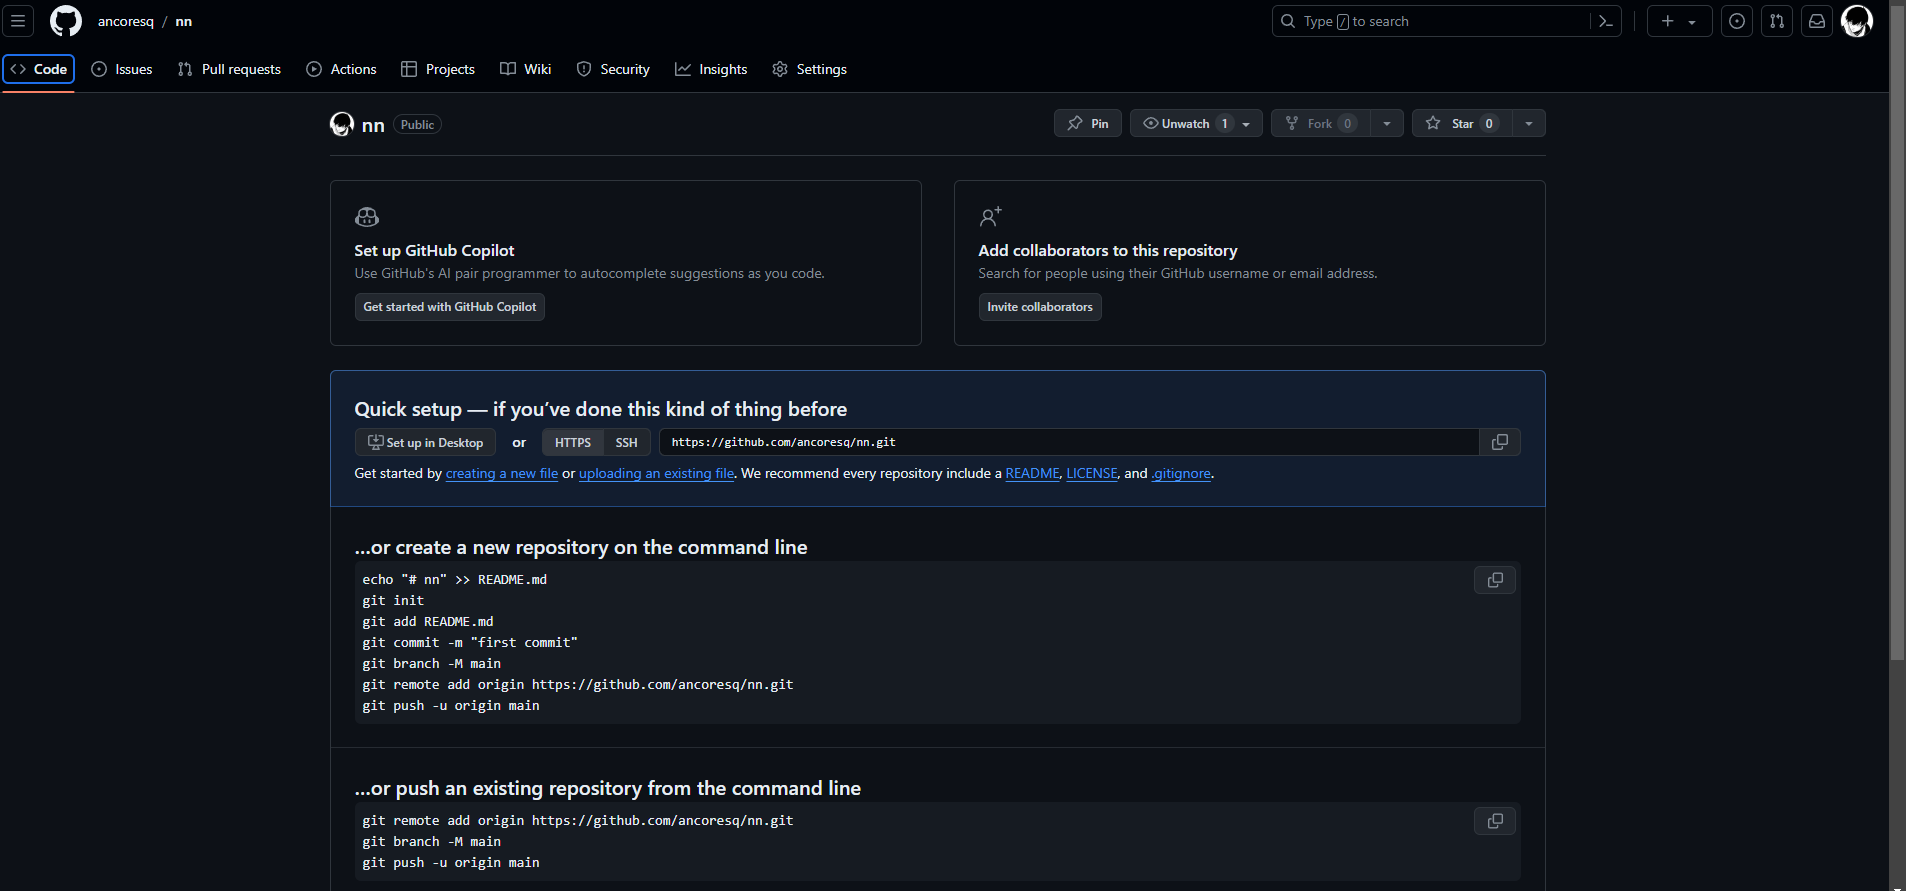 ancoresq / nn
Type / to search
Code Issues Pull requests Actions Projects Wiki Security Insights Settings
nn Public
Pin Unwatch 1 Fork 0 Star 0
Set up GitHub Copilot
Use GitHub's AI pair programmer to autocomplete suggestions as you code.
Get started with GitHub Copilot
Add collaborators to this repository
Search for people using their GitHub username or email address.
Invite collaborators
Quick setup — if you’ve done this kind of thing before
Set up in Desktop or HTTPS SSH https://github.com/ancoresq/nn.git
Get started by creating a new file or uploading an existing file. We recommend every repository include a README, LICENSE, and .gitignore.
…or create a new repository on the command line
echo "# nn" >> README.md
git init
git add README.md
git commit -m "first commit"
git branch -M main
git remote add origin https://github.com/ancoresq/nn.git
git push -u origin main
…or push an existing repository from the command line
git remote add origin https://github.com/ancoresq/nn.git
git branch -M main
git push -u origin main